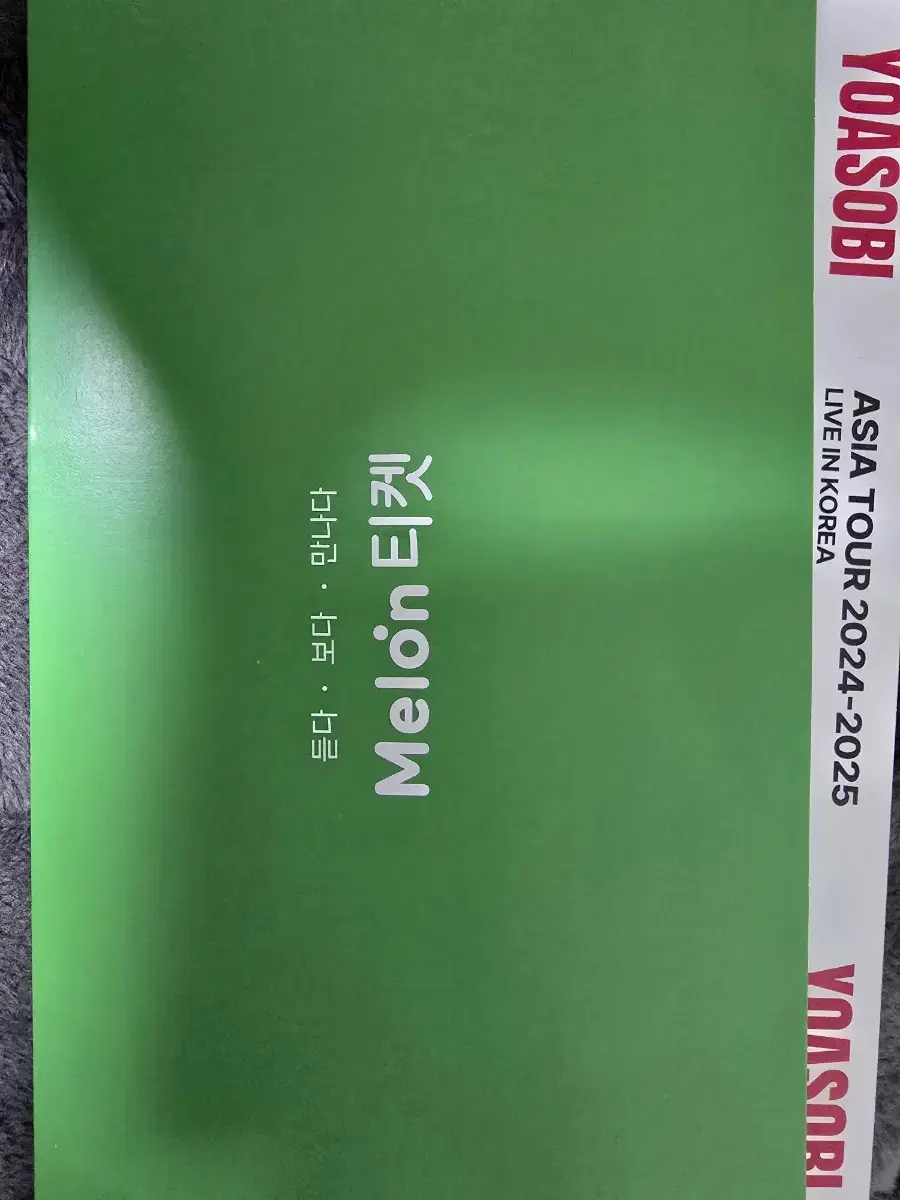 Melon 티켓
듣다 · 보다 · 만나다
YOASOBI
ASIA TOUR 2024-2025
LIVE IN KOREA
YOASOBI